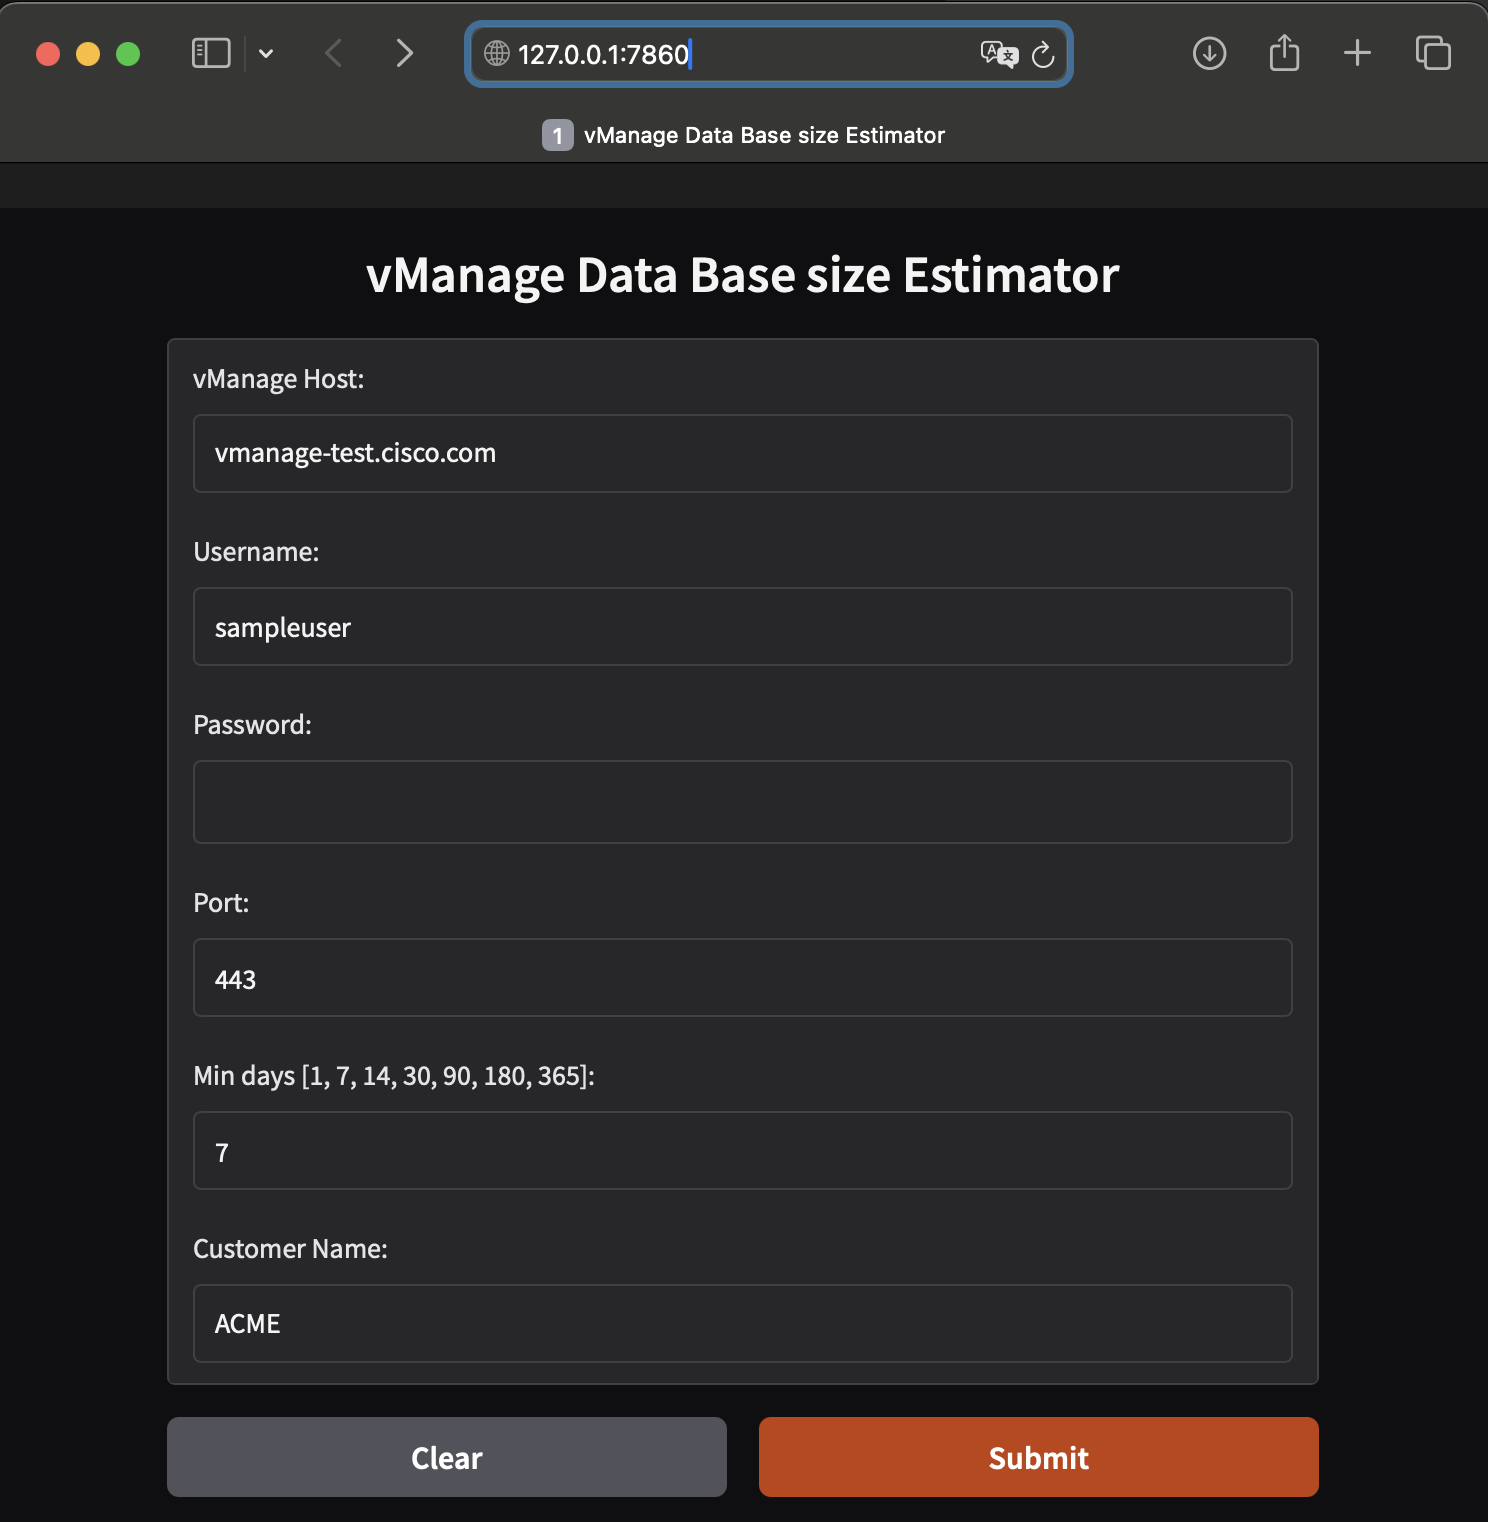 127.0.0.1:7860
1 vManage Data Base size Estimator
vManage Data Base size Estimator
vManage Host:
vmanage-test.cisco.com
Username:
sampleuser
Password:
Port:
443
Min days [1, 7, 14, 30, 90, 180, 365]:
7
Customer Name:
ACME
Clear
Submit